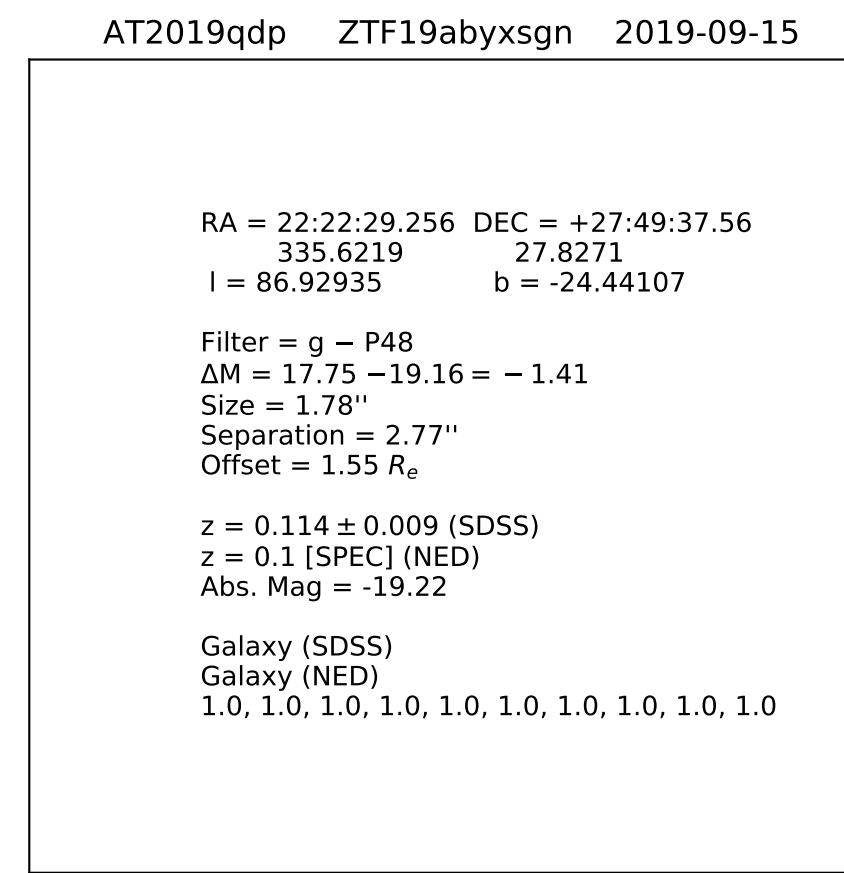 AT2019qdp ZTF19abyxsgn 2019-09-15
RA = 22:22:29.256 DEC = +27:49:37.56
335.6219 27.8271
l = 86.92935 b = -24.44107
Filter = g − P48
ΔM = 17.75 −19.16 = − 1.41
Size = 1.78''
Separation = 2.77''
Offset = 1.55 Rₑ
z = 0.114 ± 0.009 (SDSS)
z = 0.1 [SPEC] (NED)
Abs. Mag = -19.22
Galaxy (SDSS)
Galaxy (NED)
1.0, 1.0, 1.0, 1.0, 1.0, 1.0, 1.0, 1.0, 1.0, 1.0